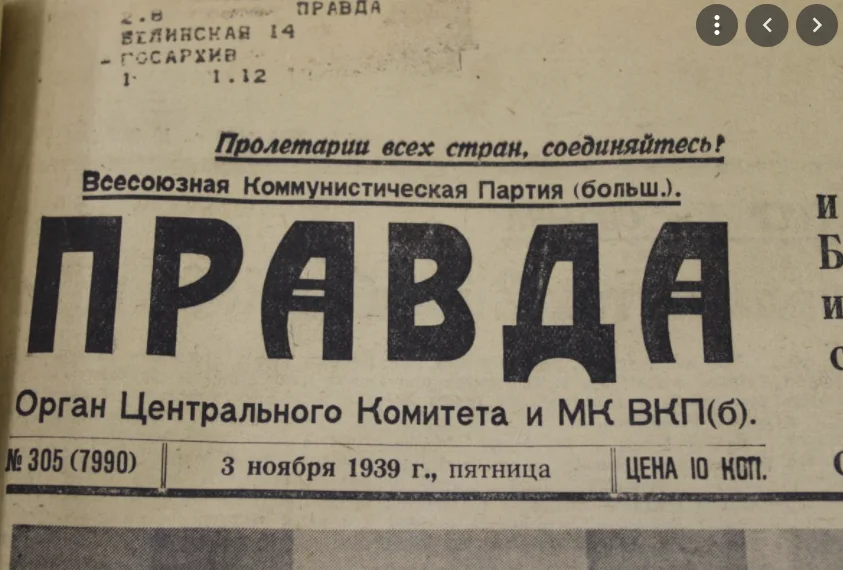 2.8 ПРАВДА
БЕЛИНСКАЯ 14
ГОСАРХИВ
1 1.12
Пролетарии всех стран, соединяйтесь!
Всесоюзная Коммунистическая Партия (больш.).
ПРАВДА
Орган Центрального Комитета и МК ВКП(б).
№ 305 (7990) 3 ноября 1939 г., пятница ЦЕНА 10 КОП.